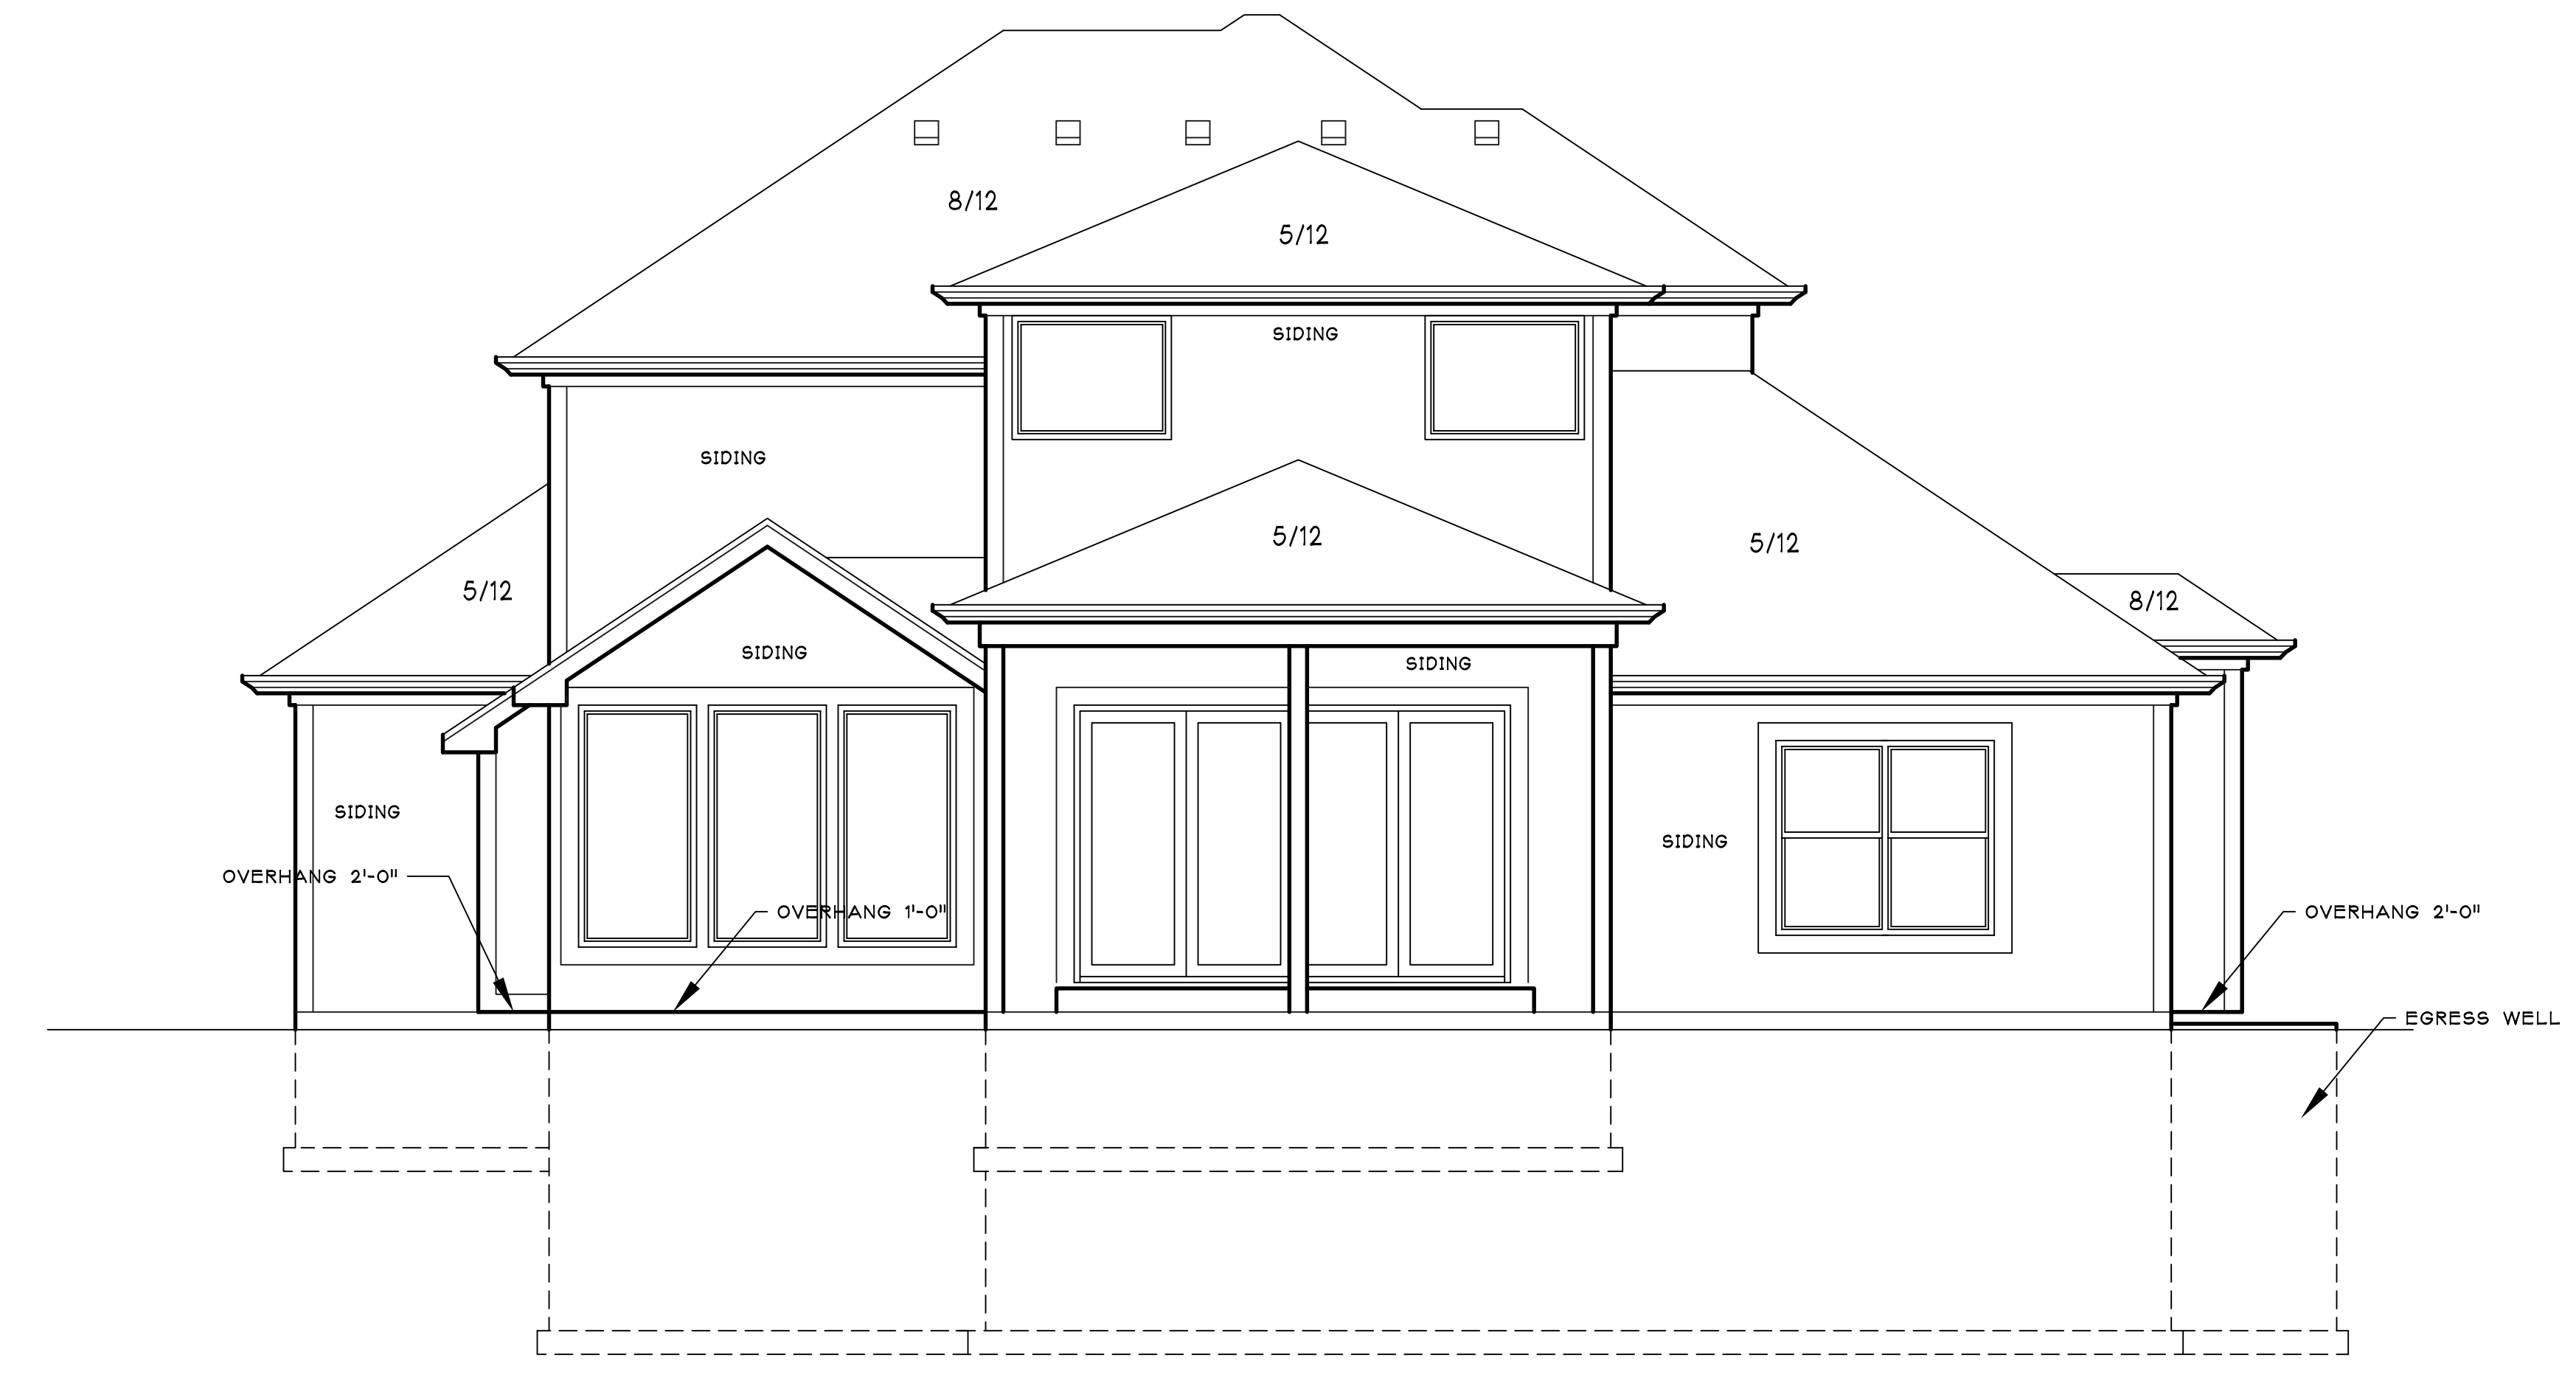 8/12
5/12
SIDING
SIDING
5/12
5/12
5/12
8/12
SIDING
SIDING
SIDING
SIDING
OVERHANG 2'-0"
OVERHANG 1'-0"
OVERHANG 2'-0"
EGRESS WELL